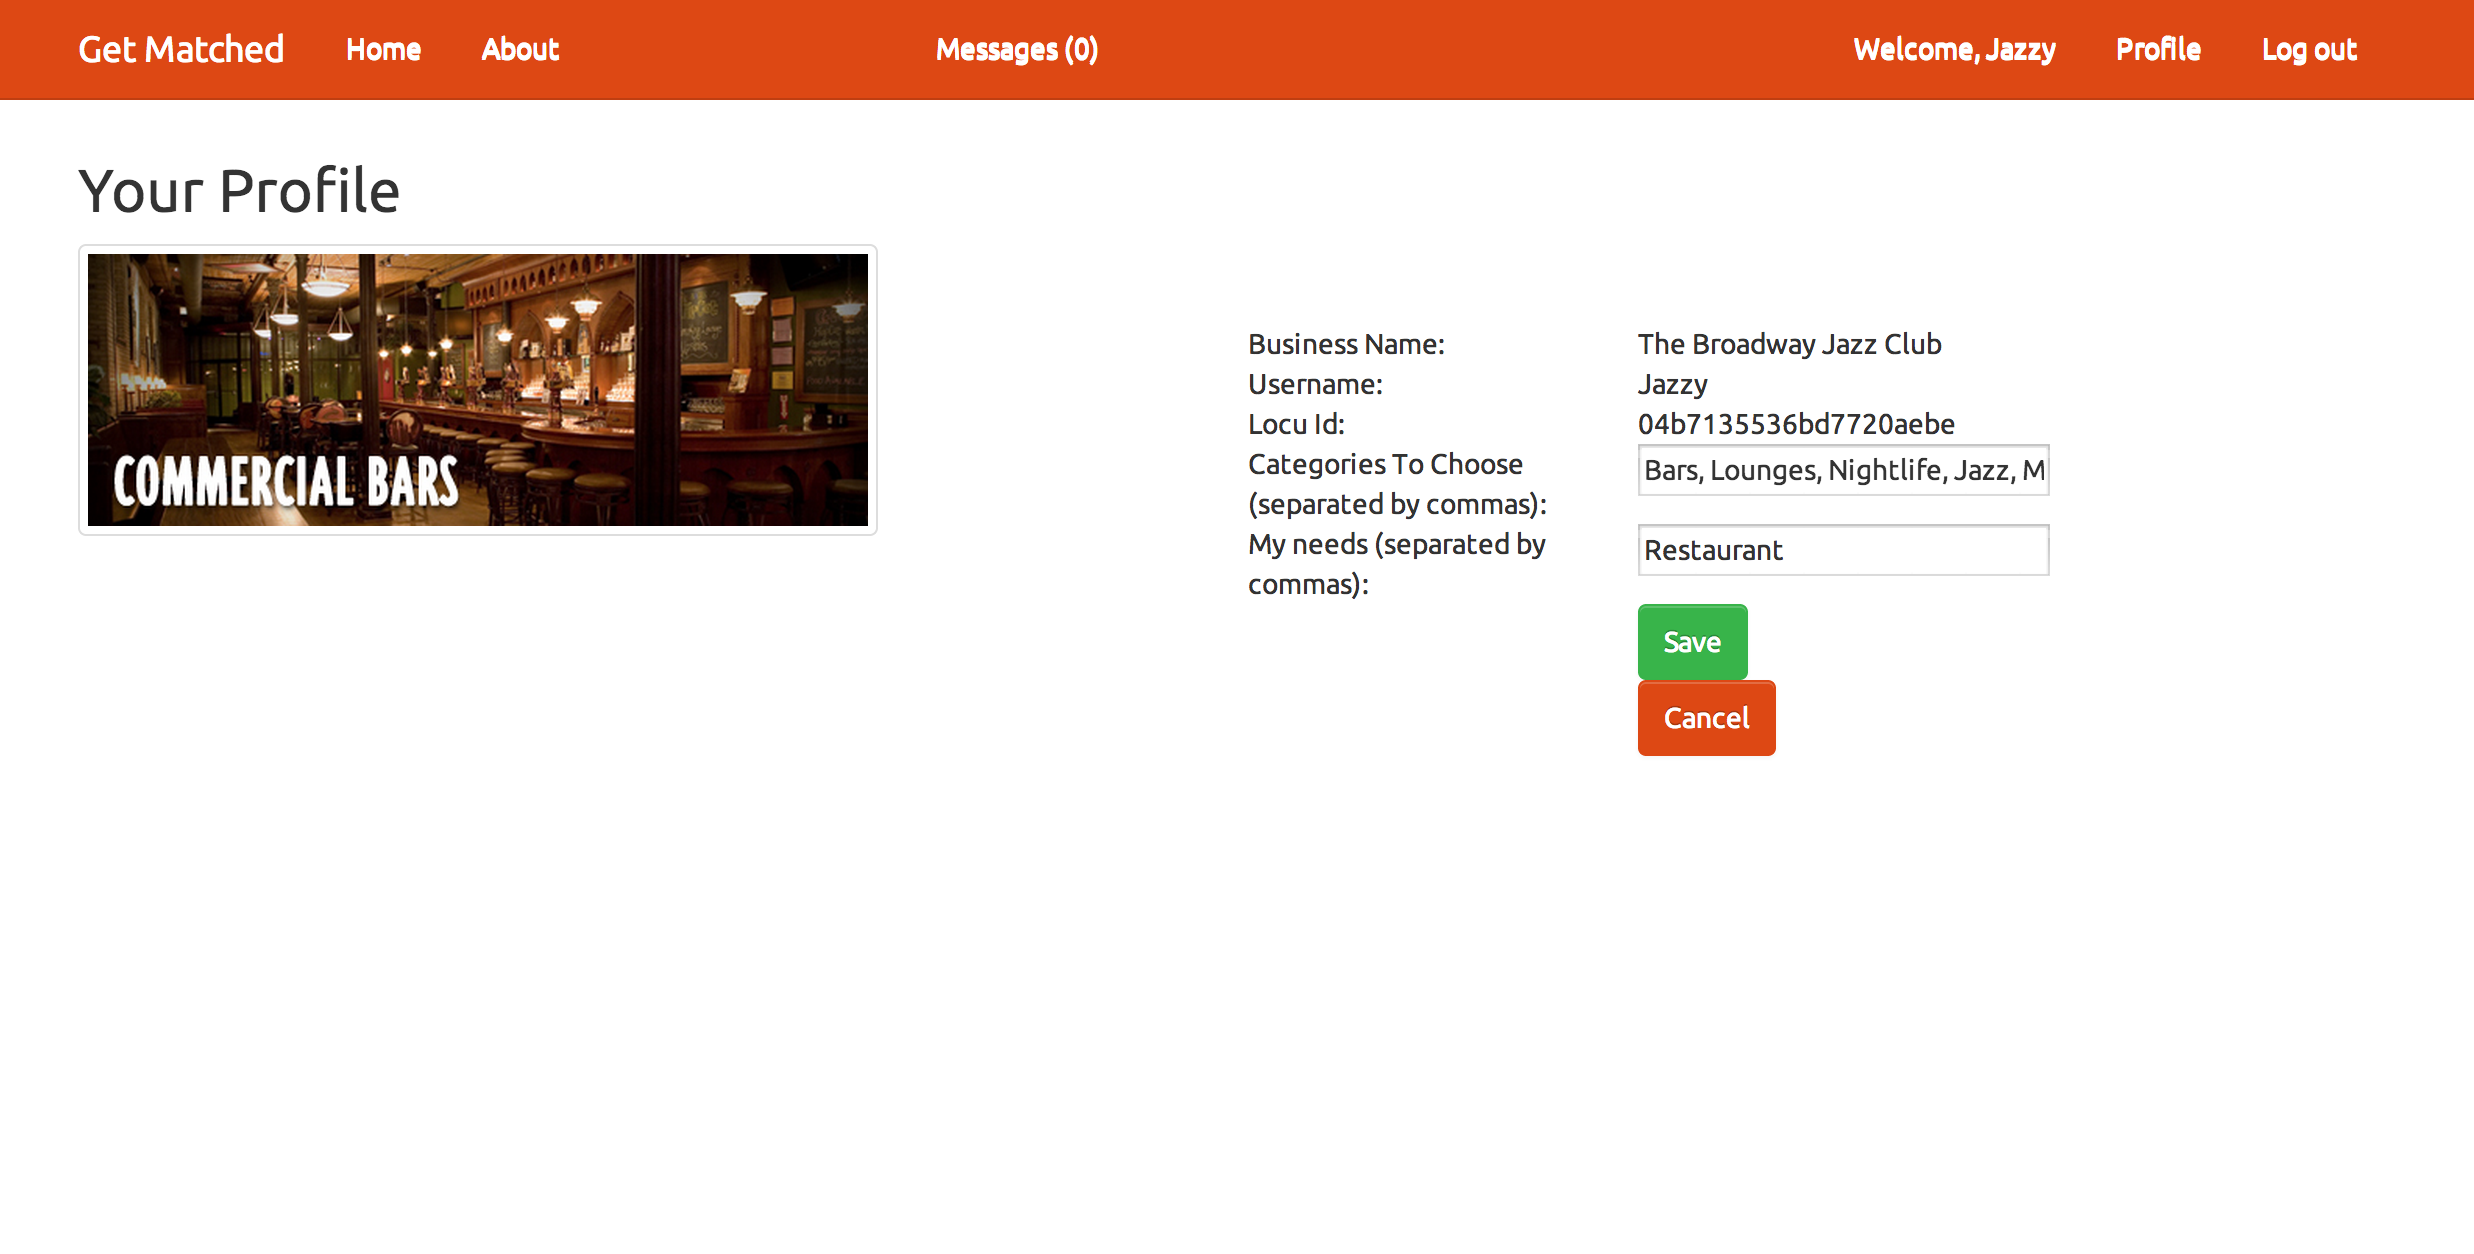 Get Matched Home About Messages (0) Welcome, Jazzy Profile Log out
Your Profile
COMMERCIAL BARS
Business Name: The Broadway Jazz Club
Username: Jazzy
Locu Id: 04b7135536bd7720aebe
Categories To Choose
(separated by commas):
Bars, Lounges, Nightlife, Jazz, M
My needs (separated by
commas):
Restaurant
Save
Cancel